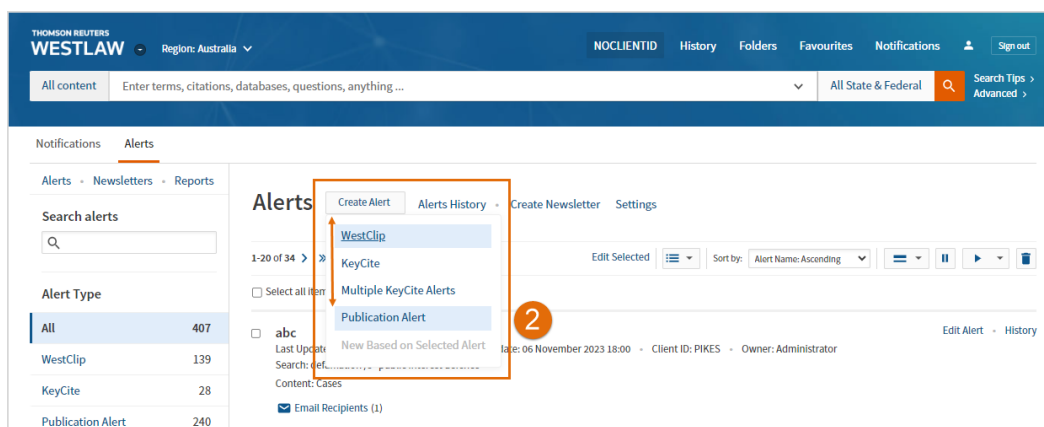 THOMSON REUTERS
WESTLAW Region: Australia NOCLIENTID History Folders Favourites Notifications Sign out
All content Enter terms, citations, databases, questions, anything ... All State & Federal Search Tips >
Advanced >
Notifications Alerts
Alerts • Newsletters • Reports
Search alerts
Alert Type
All 407
WestClip 139
KeyCite 28
Publication Alert 240
Alerts Create Alert Alerts History • Create Newsletter Settings
WestClip
KeyCite
Multiple KeyCite Alerts
Publication Alert
New Based on Selected Alert
2
1-20 of 34 > » Edit Selected Sort by: Alert Name: Ascending
Select all
abc Edit Alert • History
Last 06 November 2023 18:00 • Client ID: PIKES • Owner: Administrator
Search:
Content: Cases
Email Recipients (1)